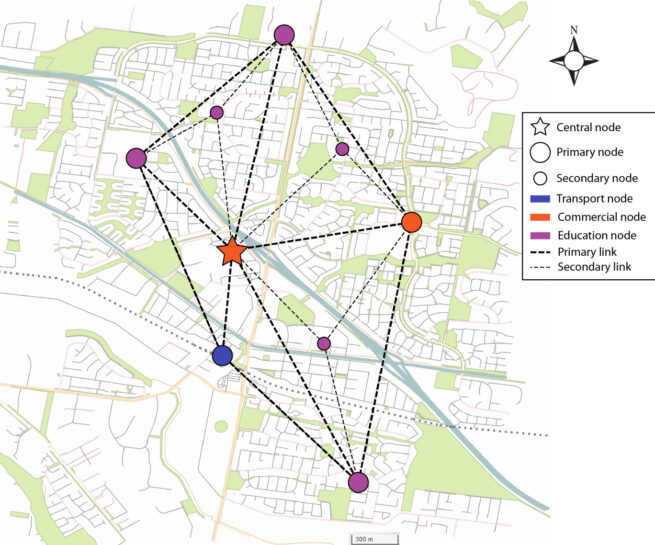 N
Central node
Primary node
Secondary node
Transport node
Commercial node
Education node
Primary link
Secondary link
300 m